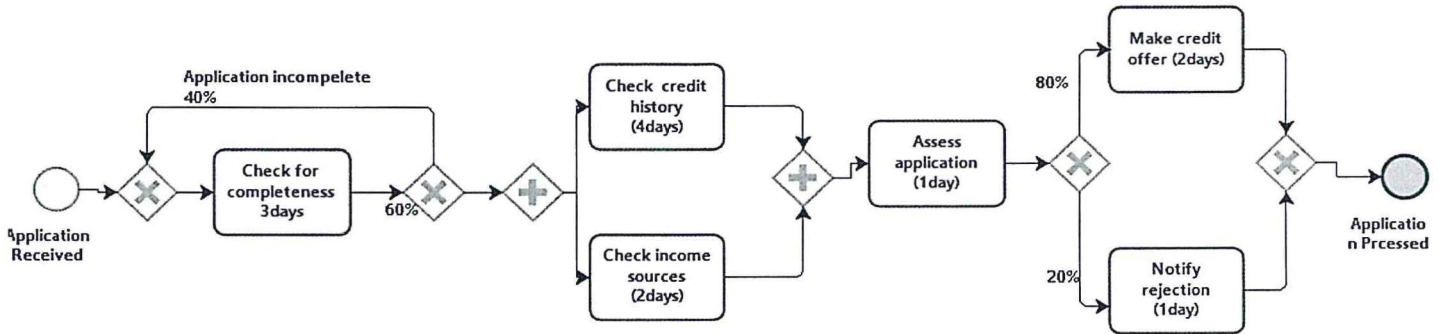 Application
Received
Application incompelete
40%
Check for
completeness
3days
60%
Check credit
history
(4days)
Check income
sources
(2days)
Assess
application
(1day)
80%
Make credit
offer (2days)
20%
Notify
rejection
(1day)
Applicatio
n Prcessed